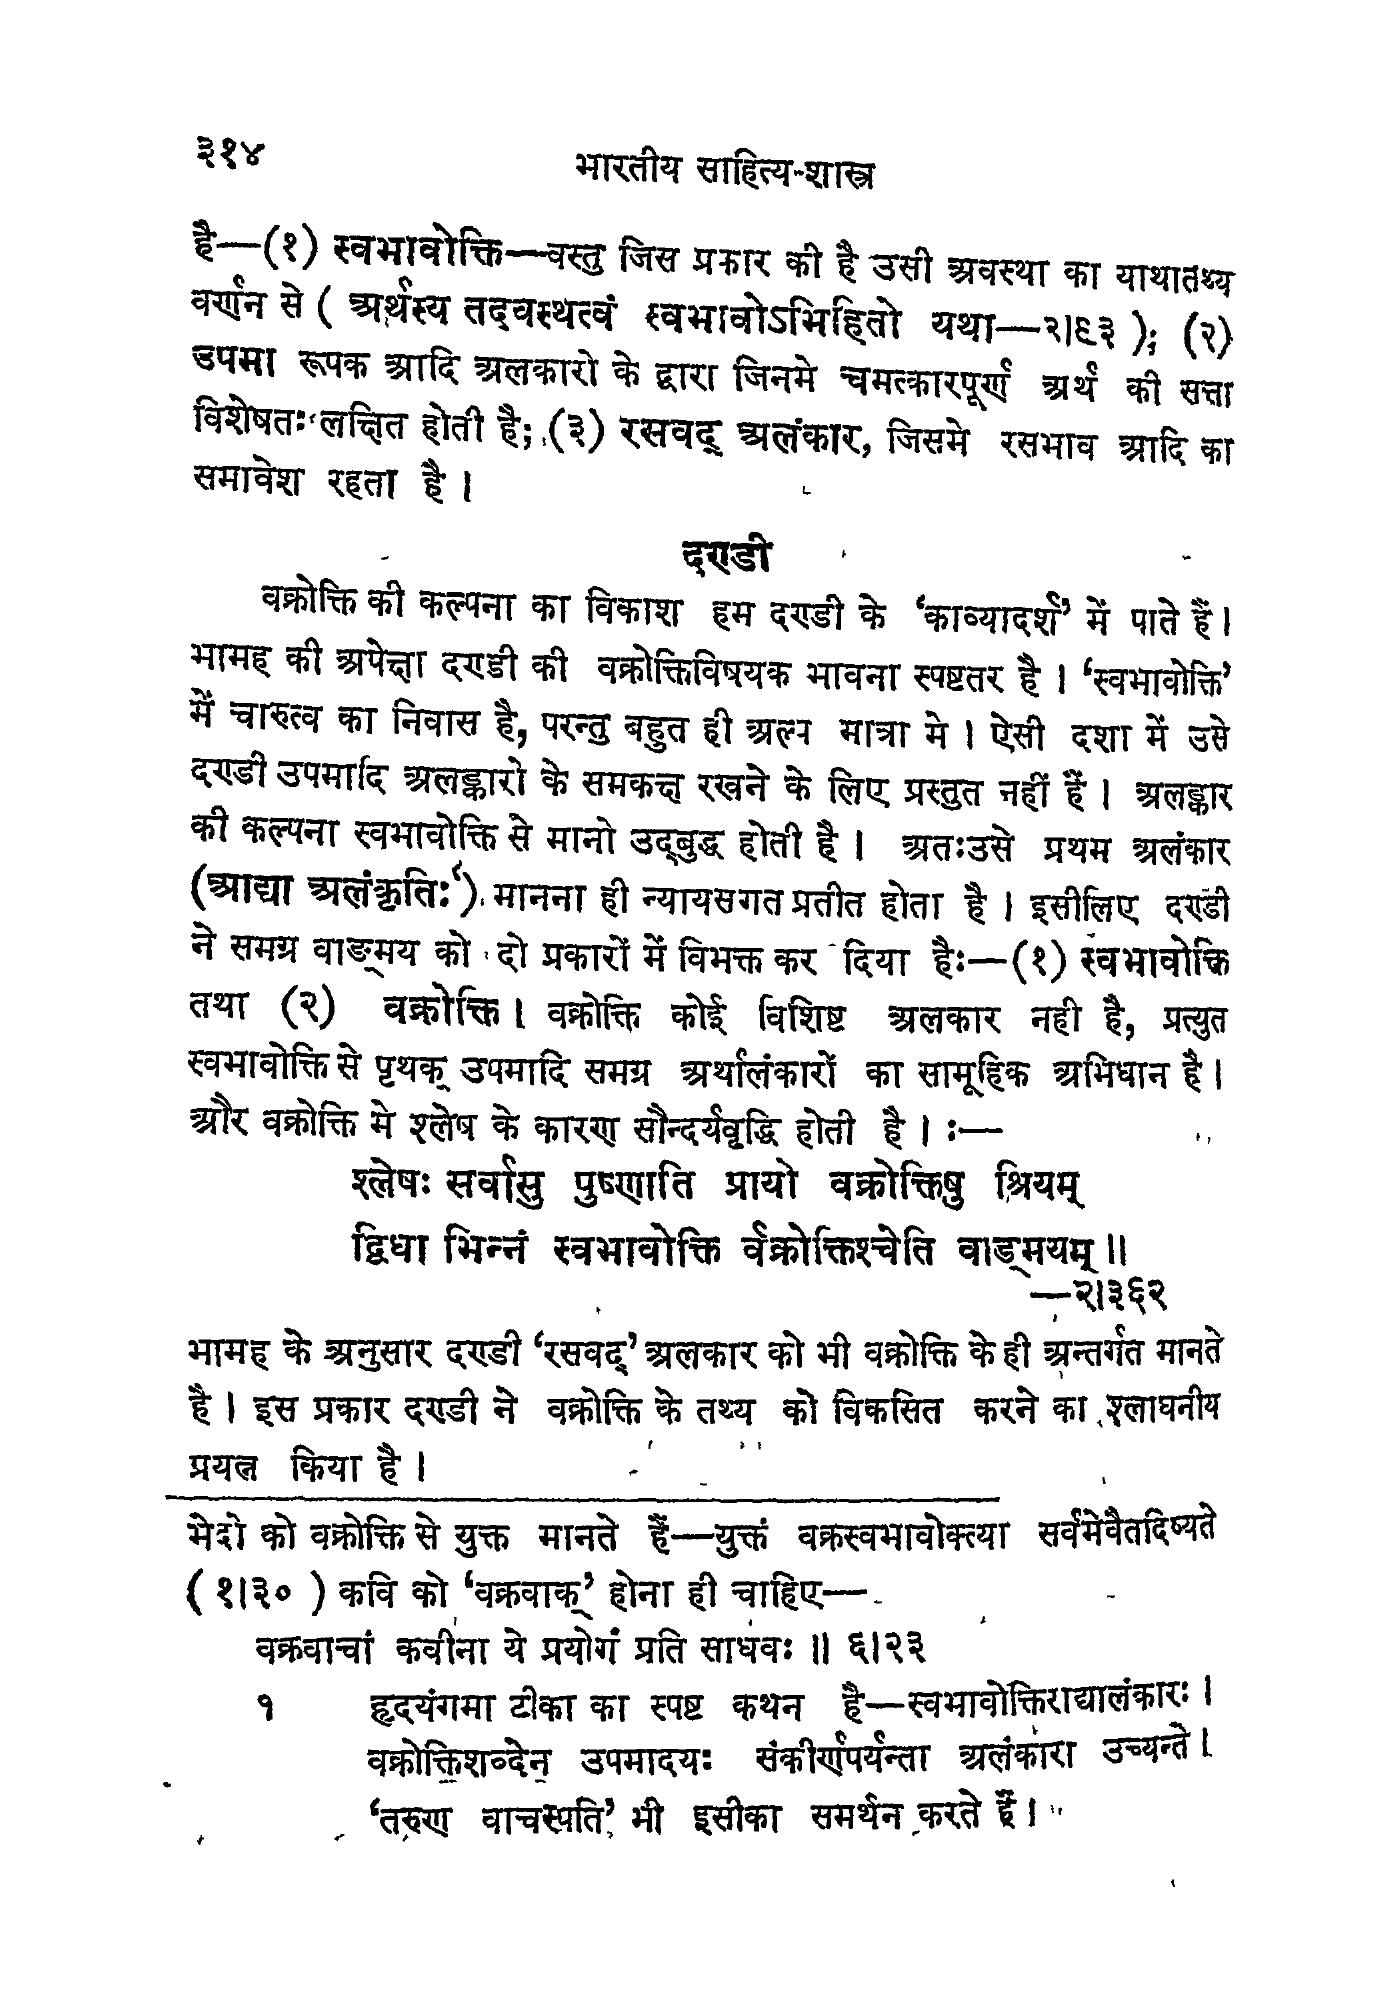 ३१४
भारतीय साहित्य-शास्त्र
है—(१) स्वभावोक्ति—वस्तु जिस प्रकार की है उसी अवस्था का याथातथ्य
वर्णन से ( अर्थस्य तदवस्थत्वं स्वभावोऽभिहितो यथा—२।९३ ); (२)
उपमा रूपक आदि अलकारो के द्वारा जिनमे चमत्कारपूर्ण अर्थ की सत्ता
विशेषतः लक्षित होती है; (३) रसवद् अलंकार, जिसमे रसभाव आदि का
समावेश रहता है ।
दण्डी
वक्रोक्ति की कल्पना का विकाश हम दण्डी के ‘काव्यादर्श’ में पाते हैं ।
भामह की अपेक्षा दण्डी की वक्रोक्तिविषयक भावना स्पष्टतर है । ‘स्वभावोक्ति’
में चारुत्व का निवास है, परन्तु बहुत ही अल्प मात्रा मे । ऐसी दशा में उसे
दण्डी उपमादि अलङ्कारो के समकक्ष रखने के लिए प्रस्तुत नहीं हैं । अलङ्कार
की कल्पना स्वभावोक्ति से मानो उद्बुद्ध होती है । अतःउसे प्रथम अलंकार
(आद्या अलंकृतिः‘) मानना ही न्यायसगत प्रतीत होता है । इसीलिए दण्डी
ने समग्र वाङ्मय को दो प्रकारों में विभक्त कर दिया हैः—(१) स्वभावोक्ति
तथा (२) वक्रोक्ति । वक्रोक्ति कोई विशिष्ट अलकार नही है, प्रत्युत
स्वभावोक्ति से पृथक् उपमादि समग्र अर्थालंकारों का सामूहिक अभिधान है ।
और वक्रोक्ति मे श्लेष के कारण सौन्दर्यवृद्धि होती है । :—
श्लेषः सर्वासु पुष्णाति प्रायो वक्रोक्तिषु श्रियम्
द्विधा भिन्नं स्वभावोक्ति र्वक्रोक्तिश्चेति वाङ्मयम् ॥
—२।३६२
भामह के अनुसार दण्डी ‘रसवद्’ अलकार को भी वक्रोक्ति के ही अन्तर्गत मानते
है । इस प्रकार दण्डी ने वक्रोक्ति के तथ्य को विकसित करने का श्लाघनीय
प्रयत्न किया है ।
भेदो को वक्रोक्ति से युक्त मानते हैं—युक्तं वक्रस्वभावोक्त्या सर्वमेवैतदिष्यते
( १।३० ) कवि को ‘वक्रवाक्’ होना ही चाहिए—
वक्रवाचां कवीना ये प्रयोगं प्रति साधवः ॥ ६।२३
१ हृदयंगमा टीका का स्पष्ट कथन है—स्वभावोक्तिराद्यालंकारः ।
वक्रोक्तिशब्देन उपमादयः संकीर्णपर्यन्ता अलंकारा उच्यन्ते ।
‘तरुण वाचस्पति’ भी इसीका समर्थन करते हैं ।